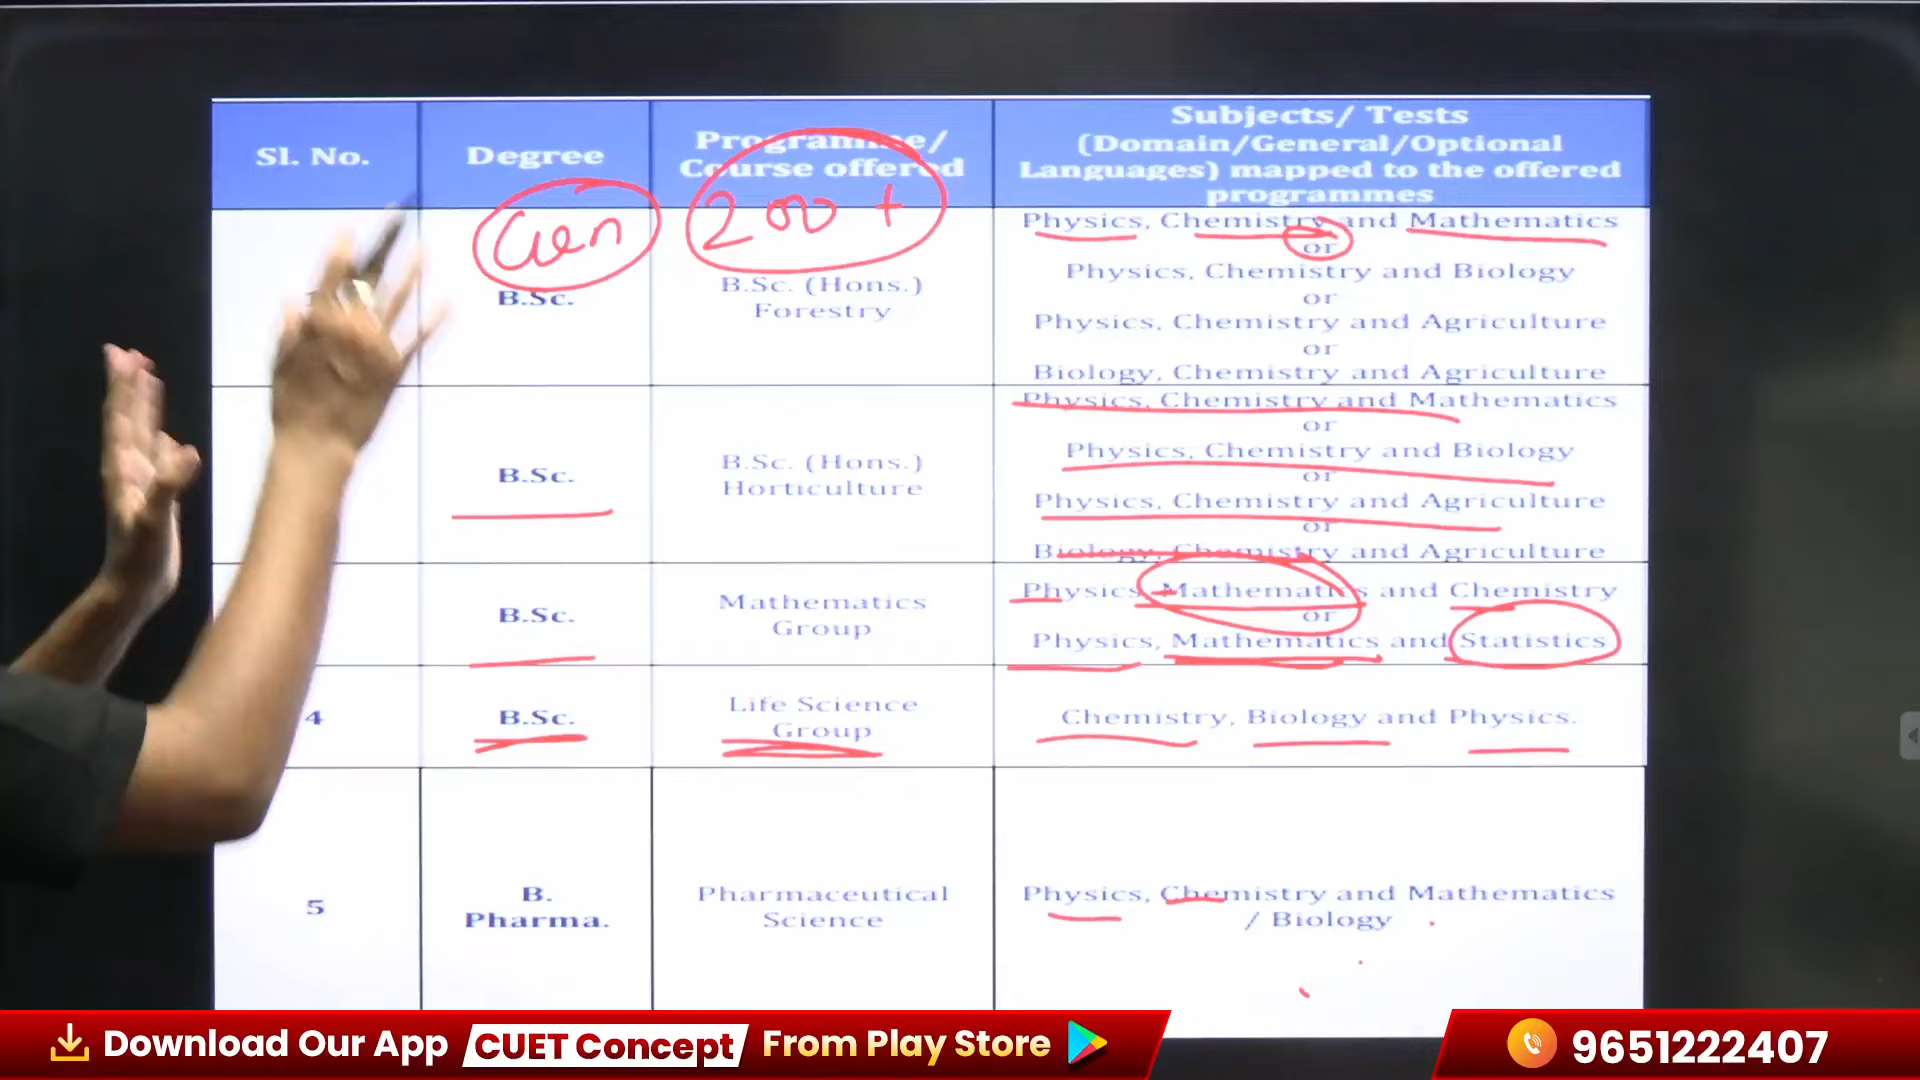 Sl. No.
Degree
Programme/
Course offered
Subjects/ Tests
(Domain/General/Optional
Languages) mapped to the offered
programmes
Gen
200 +
B.Sc.
B.Sc. (Hons.)
Forestry
Physics, Chemistry and Mathematics
or
Physics, Chemistry and Biology
or
Physics, Chemistry and Agriculture
or
Biology, Chemistry and Agriculture
B.Sc.
B.Sc. (Hons.)
Horticulture
Physics, Chemistry and Mathematics
or
Physics, Chemistry and Biology
or
Physics, Chemistry and Agriculture
or
Biology, Chemistry and Agriculture
B.Sc.
Mathematics
Group
Physics, Mathematics and Chemistry
or
Physics, Mathematics and Statistics
4
B.Sc.
Life Science
Group
Chemistry, Biology and Physics.
5
B.
Pharma.
Pharmaceutical
Science
Physics, Chemistry and Mathematics
/ Biology
Download Our App CUET Concept From Play Store
9651222407